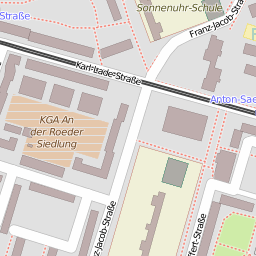 Sonnenuhr-Schule
Franz-Jacob-Straße
Straße
Karl-Lade-Straße
Anton Sae
KGA An
der Roeder
Siedlung
z-Jacob-Straße
ffert-Straße